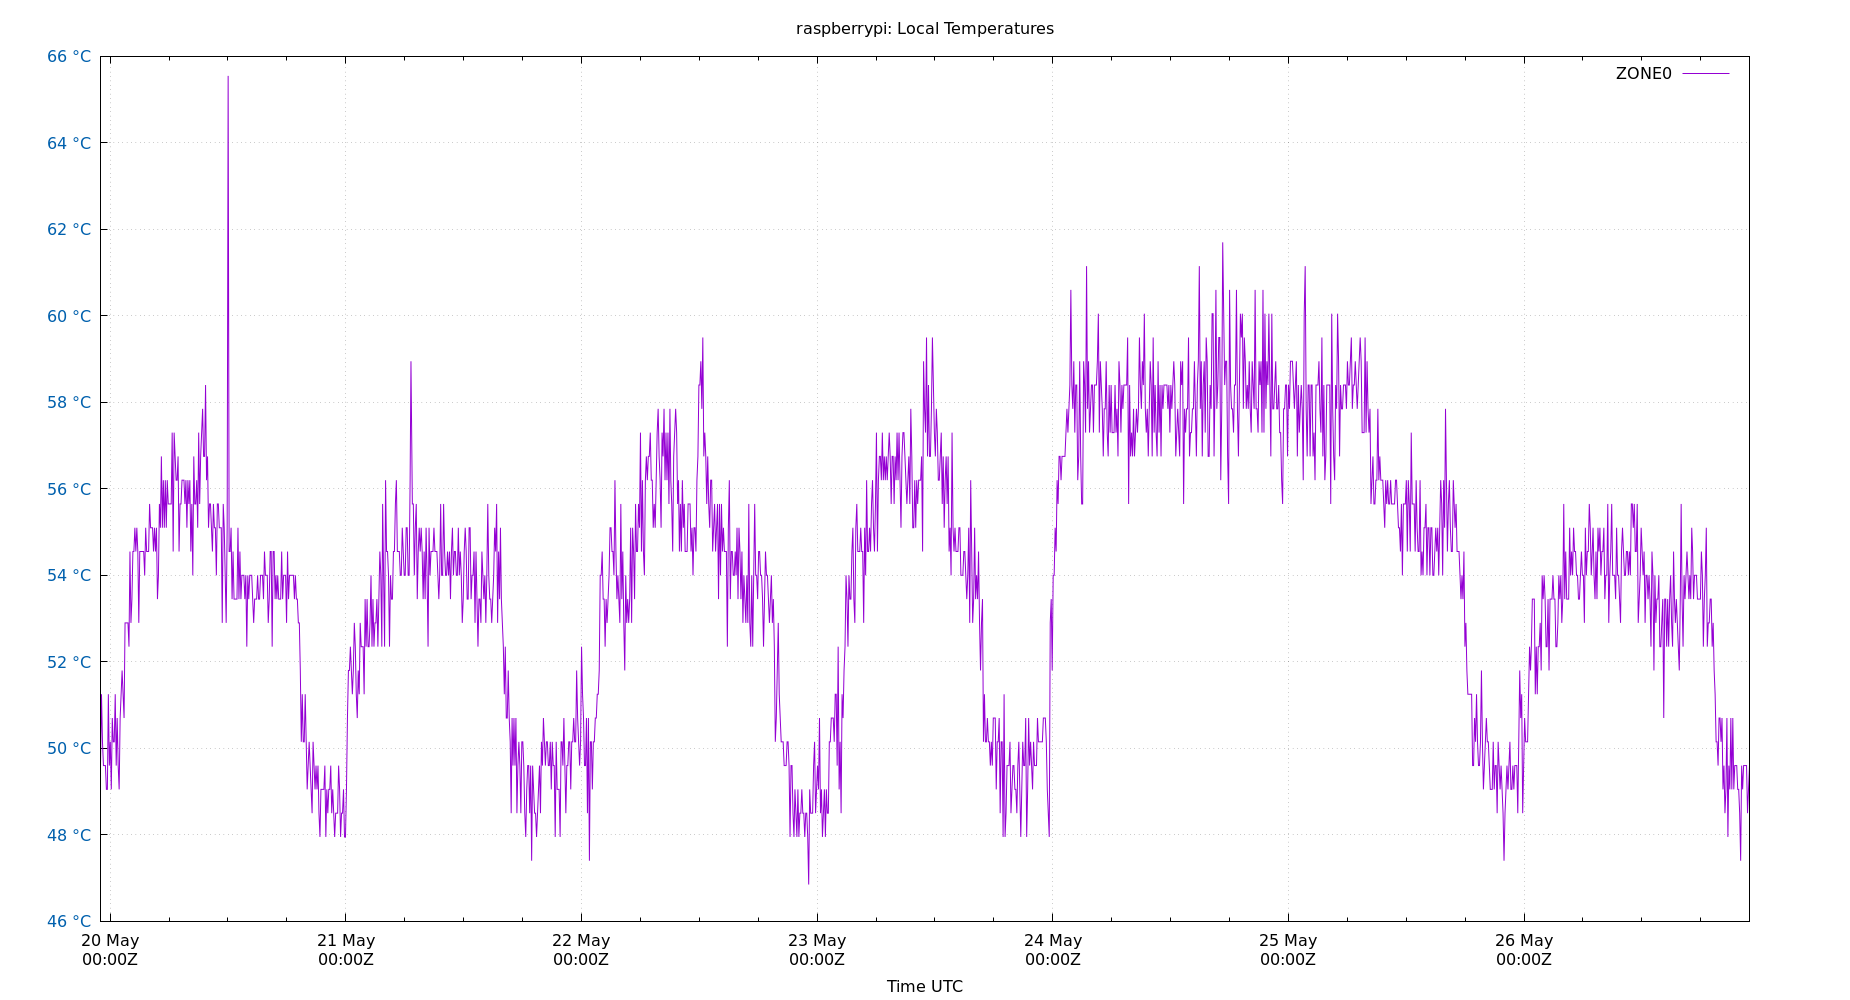 raspberrypi: Local Temperatures
66 °C
ZONE0
64 °C
62 °C
60 °C
58 °C
56 °C
54 °C
52 °C
50 °C
48 °C
46 °C
20 May 21 May 22 May 23 May 24 May 25 May 26 May
00:00Z 00:00Z 00:00Z 00:00Z 00:00Z 00:00Z 00:00Z
Time UTC